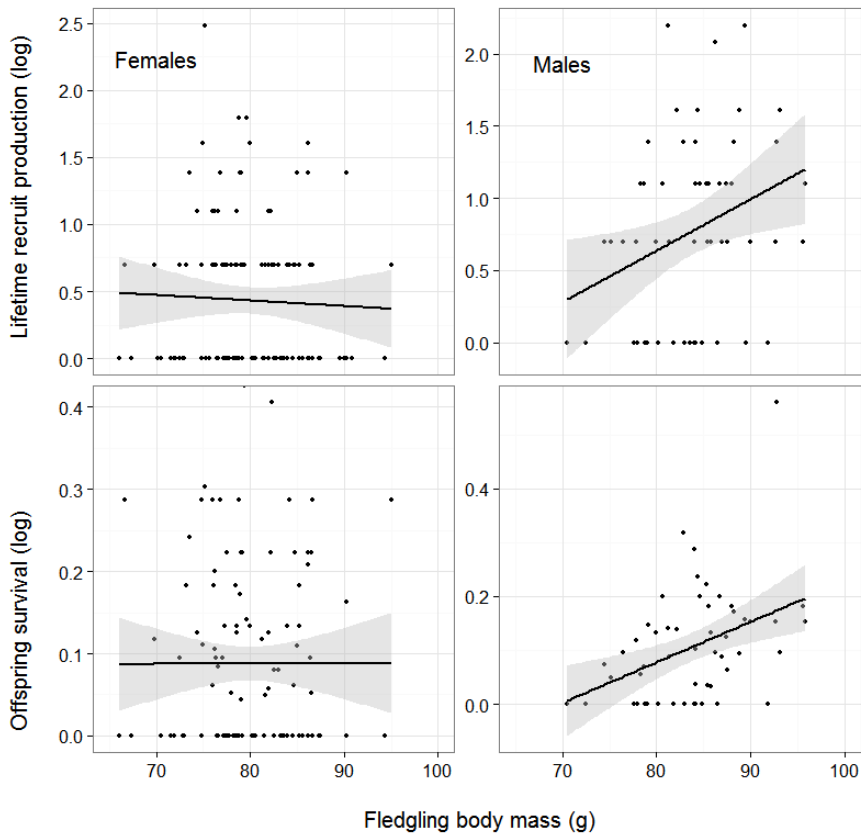 Lifetime recruit production (log)
Females
2.5
2.0
1.5
1.0
0.5
0.0
Males
2.0
1.5
1.0
0.5
0.0
Offspring survival (log)
0.4
0.3
0.2
0.1
0.0
0.4
0.2
0.0
70 80 90 100
70 80 90 100
Fledgling body mass (g)